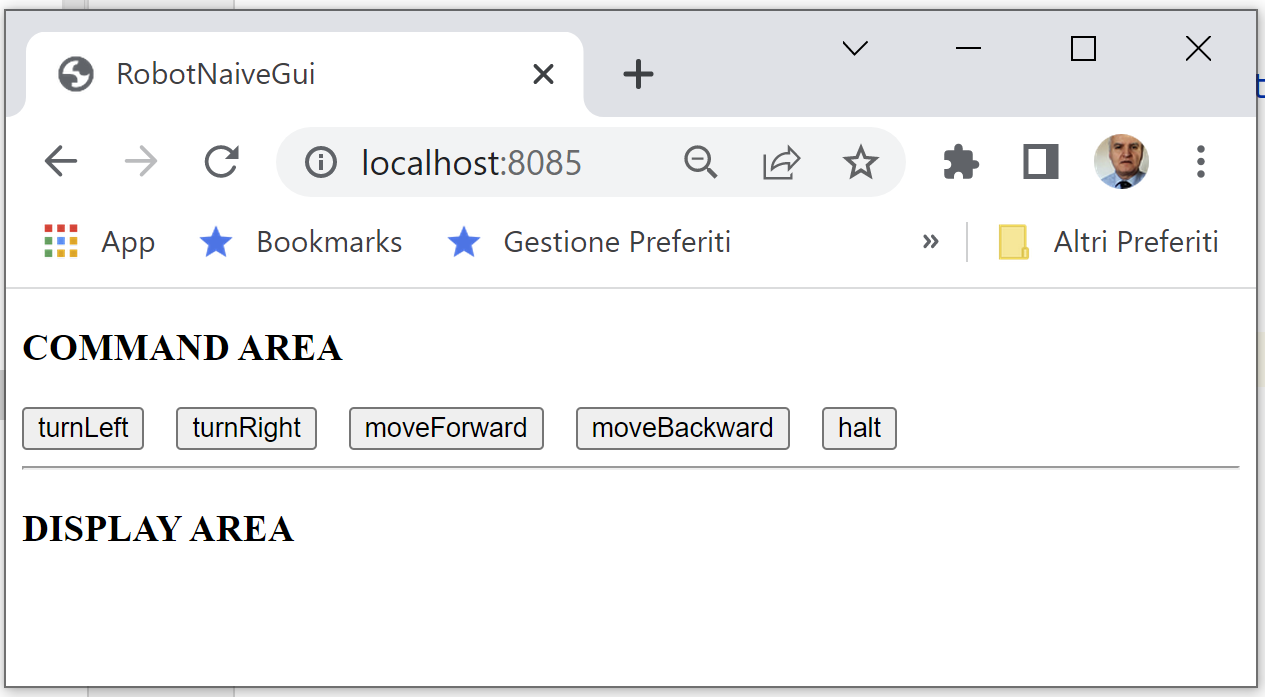 RobotNaiveGui
localhost:8085
App Bookmarks Gestione Preferiti » Altri Preferiti
COMMAND AREA
turnLeft turnRight moveForward moveBackward halt
DISPLAY AREA
t